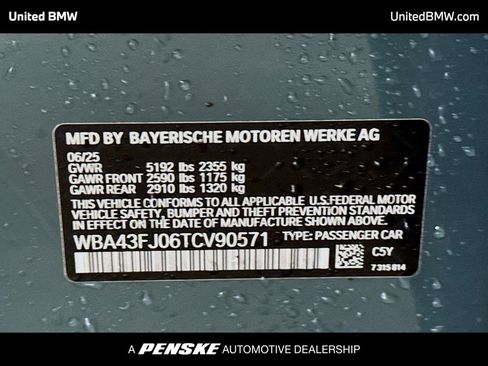 United BMW UnitedBMW.com
MFD BY BAYERISCHE MOTOREN WERKE AG
06/25
GVWR 5192 lbs 2355 kg
GAWR FRONT 2590 lbs 1175 kg
GAWR REAR 2910 lbs 1320 kg
THIS VEHICLE CONFORMS TO ALL APPLICABLE U.S.FEDERAL MOTOR
VEHICLE SAFETY, BUMPER AND THEFT PREVENTION STANDARDS
IN EFFECT ON THE DATE OF MANUFACTURE SHOWN ABOVE.
WBA43FJ06TCV90571 TYPE: PASSENGER CAR
C5Y
7315814
A PENSKE AUTOMOTIVE DEALERSHIP